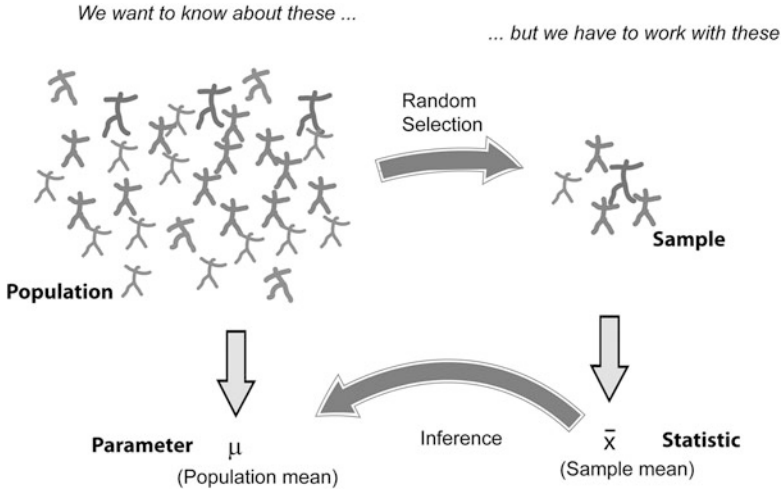 We want to know about these ...
... but we have to work with these
Random
Selection
Population
Sample
Parameter μ
(Population mean)
Inference
x̄ Statistic
(Sample mean)